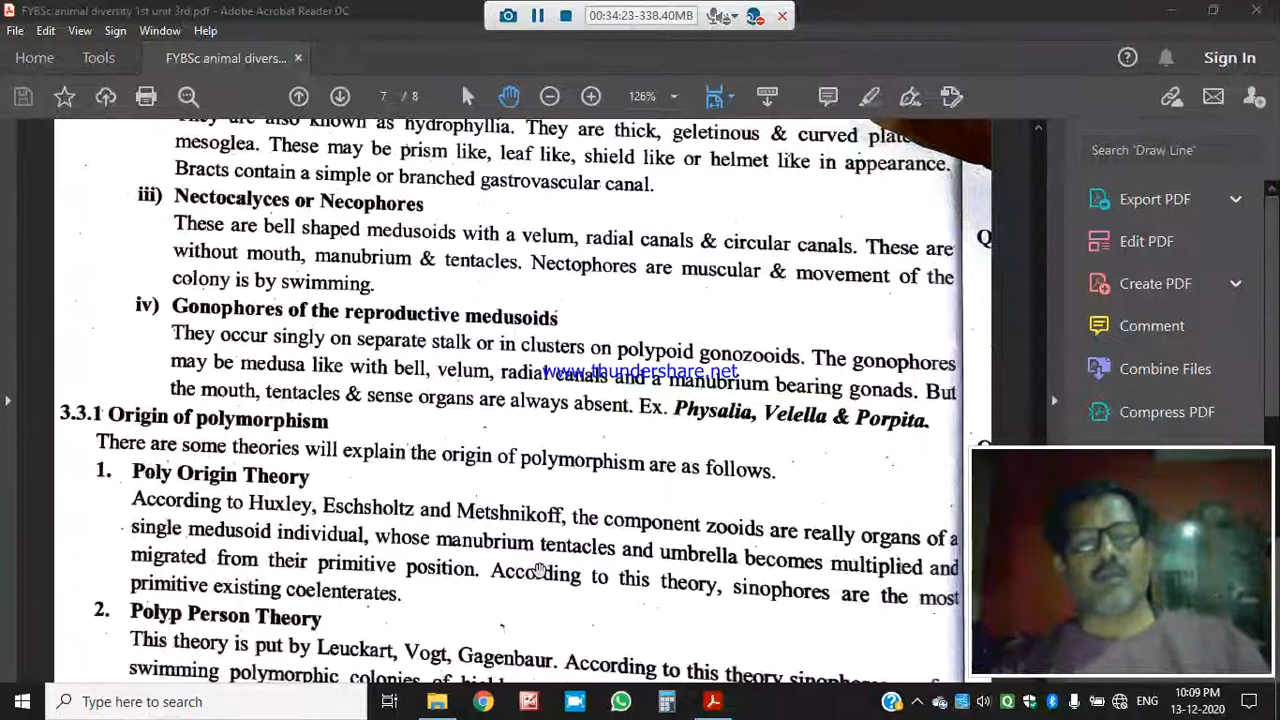 FYBSc animal diversity 1st unit 3rd.pdf - Adobe Acrobat Reader DC
00:34:23-338.40MB
File Edit View Sign Window Help
Home Tools FYBSc animal divers... × Sign In
7 / 8 126%
They are also known as hydrophyllia. They are thick, geletinous & curved
mesoglea. These may be prism like, leaf like, shield like or helmet like in appearance.
Bracts contain a simple or branched gastrovascular canal.
iii) Nectocalyces or Necophores
These are bell shaped medusoids with a velum, radial canals & circular canals. These are
without mouth, manubrium & tentacles. Nectophores are muscular & movement of the
colony is by swimming.
iv) Gonophores of the reproductive medusoids
They occur singly on separate stalk or in clusters on polypoid gonozooids. The gonophores
may be medusa like with bell, velum, radial canals and a manubrium bearing gonads. But
the mouth, tentacles & sense organs are always absent. Ex. Physalia, Velella & Porpita.
www.thundershare.net
3.3.1 Origin of polymorphism
There are some theories will explain the origin of polymorphism are as follows.
1. Poly Origin Theory
According to Huxley, Eschsholtz and Metshnikoff, the component zooids are really organs of a
single medusoid individual, whose manubrium tentacles and umbrella becomes multiplied and
migrated from their primitive position. According to this theory, sinophores are the most
primitive existing coelenterates.
2. Polyp Person Theory
This theory is put by Leuckart, Vogt, Gagenbaur. According to this theory
swimming polymorphic colonies of
Q
Search 'Draw Line'
Export PDF
Edit PDF
Create PDF
Comment
Combine Files
Compress PDF
Type here to search
ENG
10:09 PM
13-12-2020